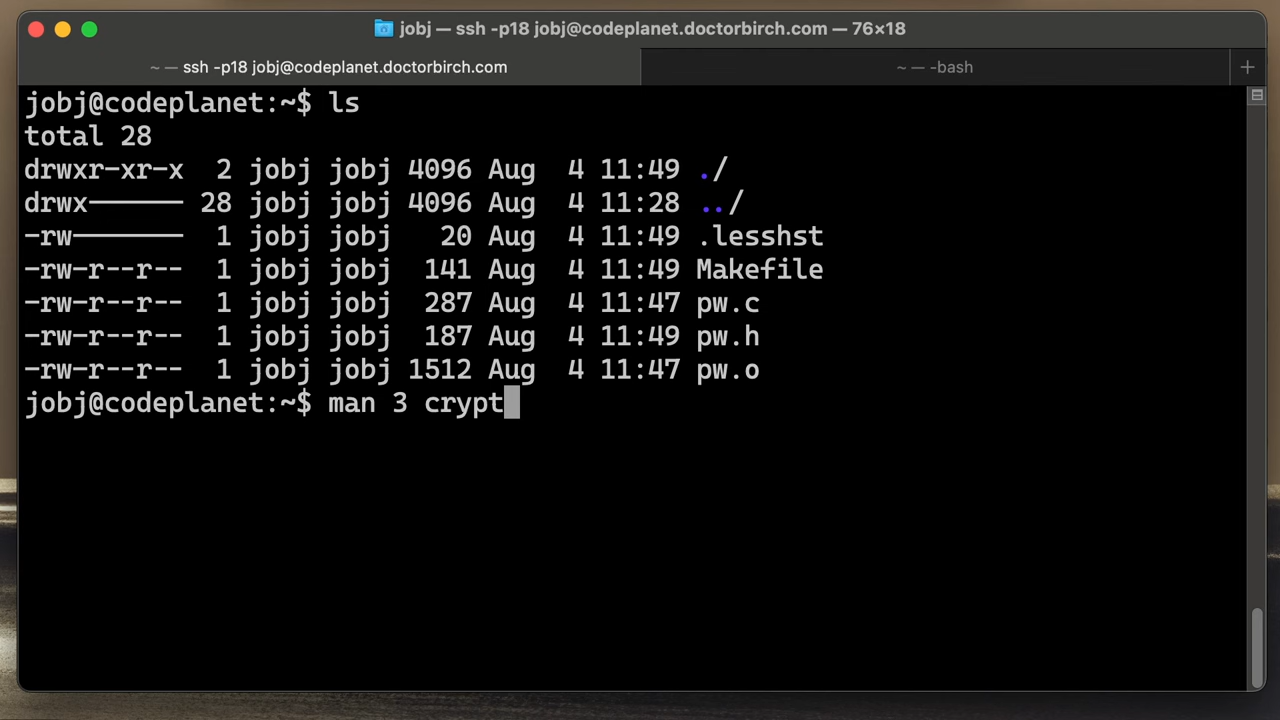 jobj — ssh -p18 jobj@codeplanet.doctorbirch.com — 76×18
~ — ssh -p18 jobj@codeplanet.doctorbirch.com
~ — -bash
jobj@codeplanet:~$ ls
total 28
drwxr-xr-x  2 jobj jobj 4096 Aug  4 11:49 ./
drwx------ 28 jobj jobj 4096 Aug  4 11:28 ../
-rw-------  1 jobj jobj   20 Aug  4 11:49 .lesshst
-rw-r--r--  1 jobj jobj  141 Aug  4 11:49 Makefile
-rw-r--r--  1 jobj jobj  287 Aug  4 11:47 pw.c
-rw-r--r--  1 jobj jobj  187 Aug  4 11:49 pw.h
-rw-r--r--  1 jobj jobj 1512 Aug  4 11:47 pw.o
jobj@codeplanet:~$ man 3 crypt